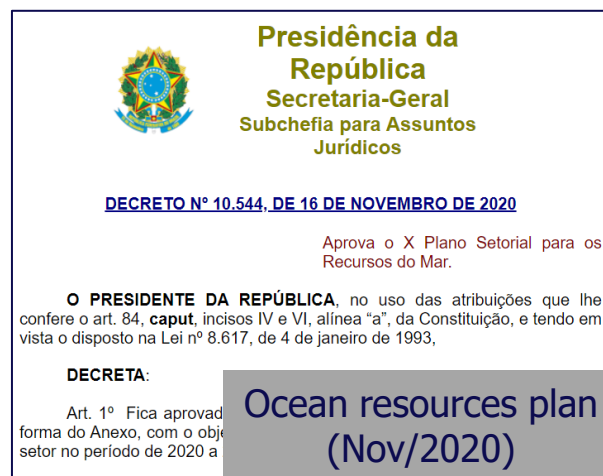 Presidência da
República
Secretaria-Geral
Subchefia para Assuntos
Jurídicos
DECRETO Nº 10.544, DE 16 DE NOVEMBRO DE 2020
Aprova o X Plano Setorial para os
Recursos do Mar.
O PRESIDENTE DA REPÚBLICA, no uso das atribuições que lhe
confere o art. 84, caput, incisos IV e VI, alínea “a”, da Constituição, e tendo em
vista o disposto na Lei nº 8.617, de 4 de janeiro de 1993,
DECRETA:
Art. 1º Fica aprovad
forma do Anexo, com o obje
setor no período de 2020 a
Ocean resources plan
(Nov/2020)